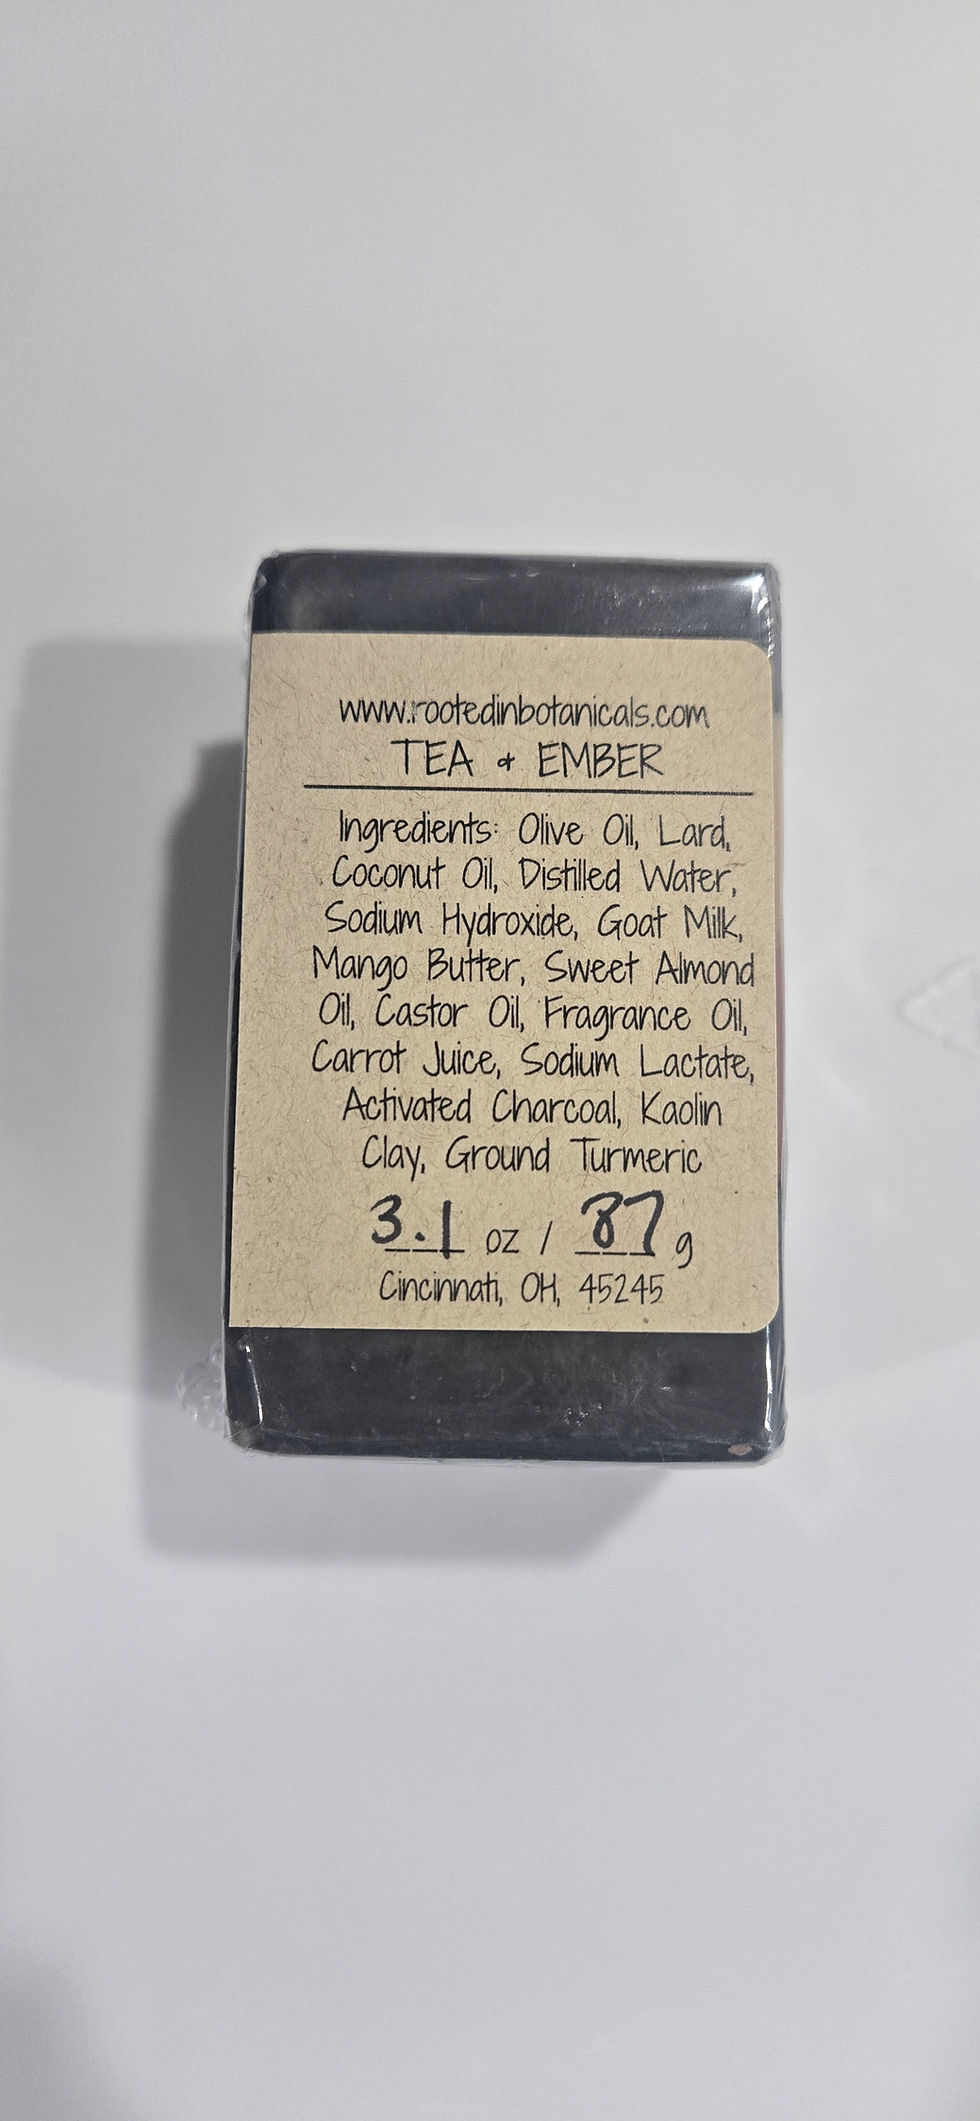 www.rootedinbotanicals.com
TEA & EMBER
Ingredients: Olive Oil, Lard,
Coconut Oil, Distilled Water,
Sodium Hydroxide, Goat Milk,
Mango Butter, Sweet Almond
Oil, Castor Oil, Fragrance Oil,
Carrot Juice, Sodium Lactate,
Activated Charcoal, Kaolin
Clay, Ground Turmeric
3.1 oz / 87 g
Cincinnati, OH, 45245